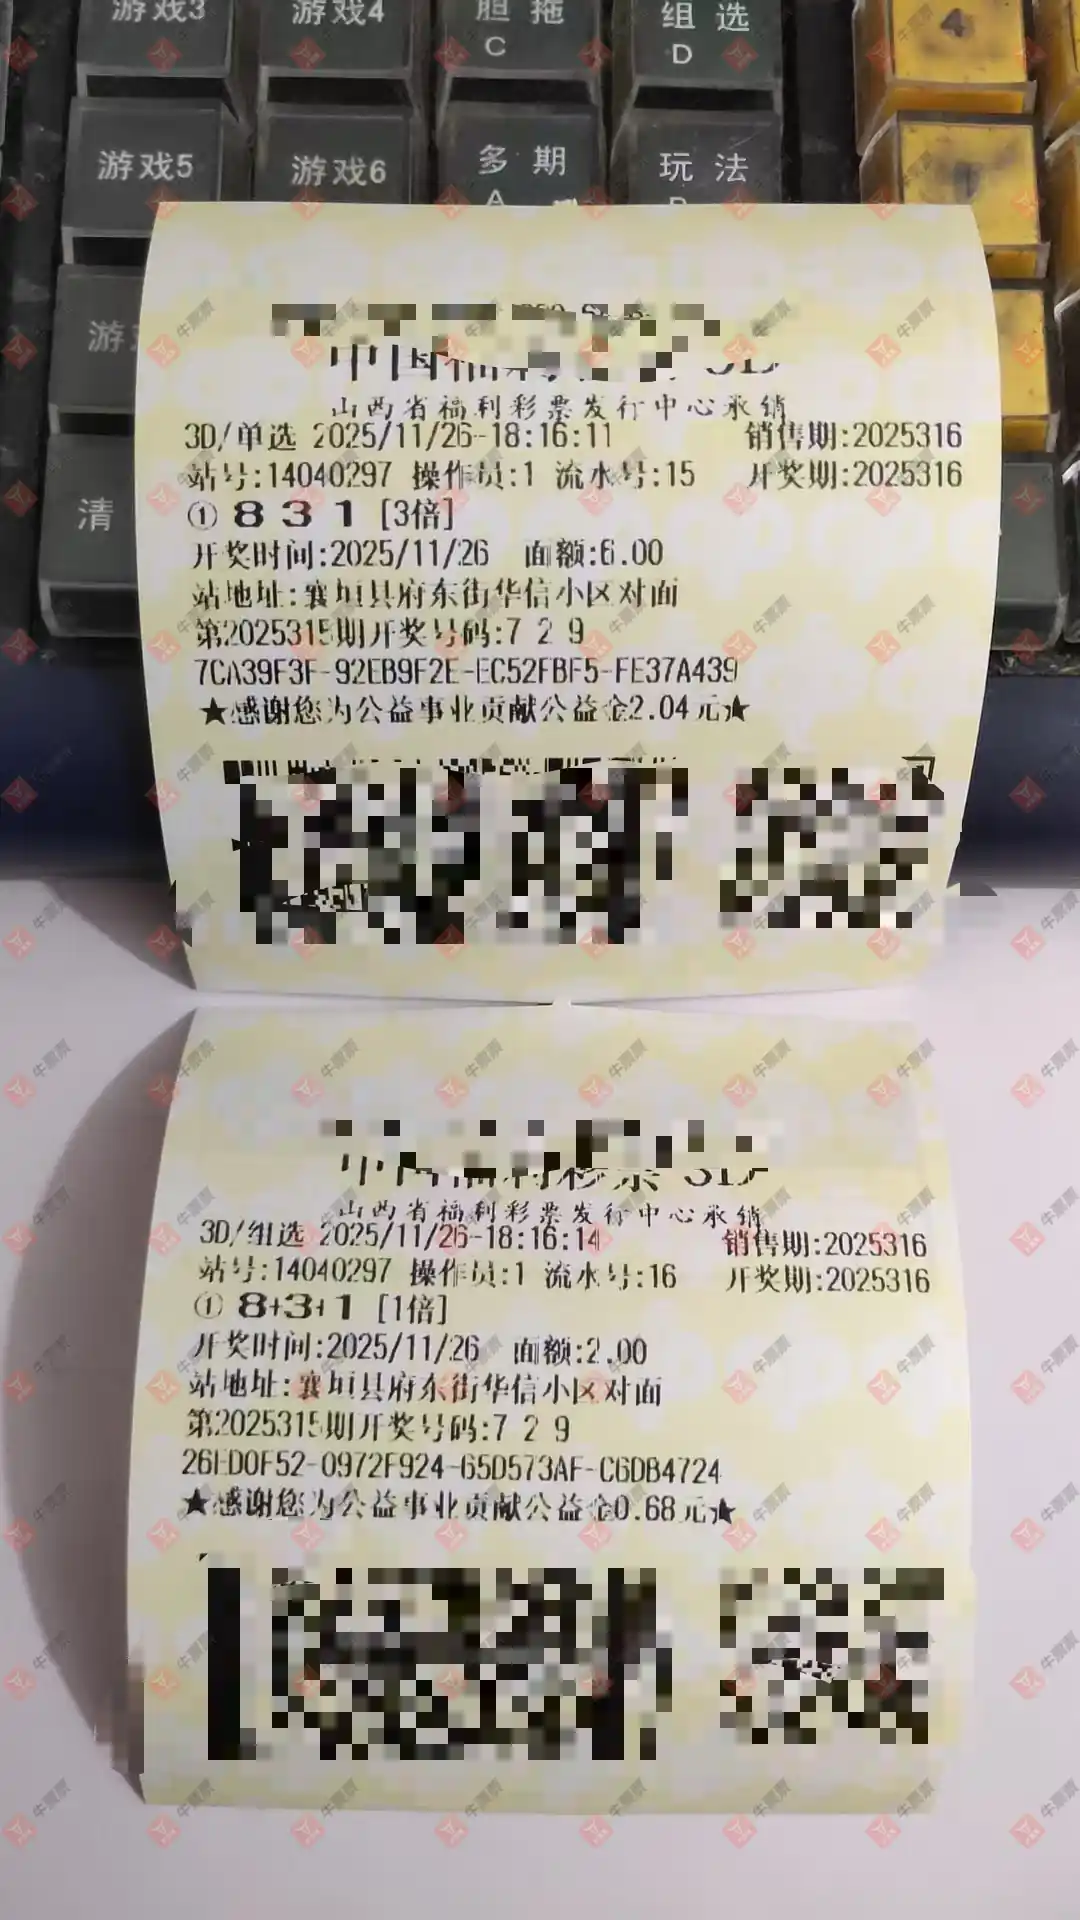 游戏3 游戏4 胆拖 组选
C D
游戏5 游戏6 多期 玩法
A
清
山西省福利彩票发行中心承销
3D/单选 2025/11/26-18:16:11 销售期:2025316
站号:14040297 操作员:1 流水号:15 开奖期:2025316
① 8 3 1 [3倍]
开奖时间:2025/11/26 面额:6.00
站地址:襄垣县府东街华信小区对面
第2025315期开奖号码:7 2 9
7CA39F3F-92EB9F2E-EC52FBF5-FE37A439
★感谢您为公益事业贡献公益金2.04元★
中国福利彩票 3D
山西省福利彩票发行中心承销
3D/组选 2025/11/26-18:16:14 销售期:2025316
站号:14040297 操作员:1 流水号:16 开奖期:2025316
① 8+3+1 [1倍]
开奖时间:2025/11/26 面额:2.00
站地址:襄垣县府东街华信小区对面
第2025315期开奖号码:7 2 9
26ED0F52-0972F924-65D573AF-C6DB4724
★感谢您为公益事业贡献公益金0.68元★
牛票票